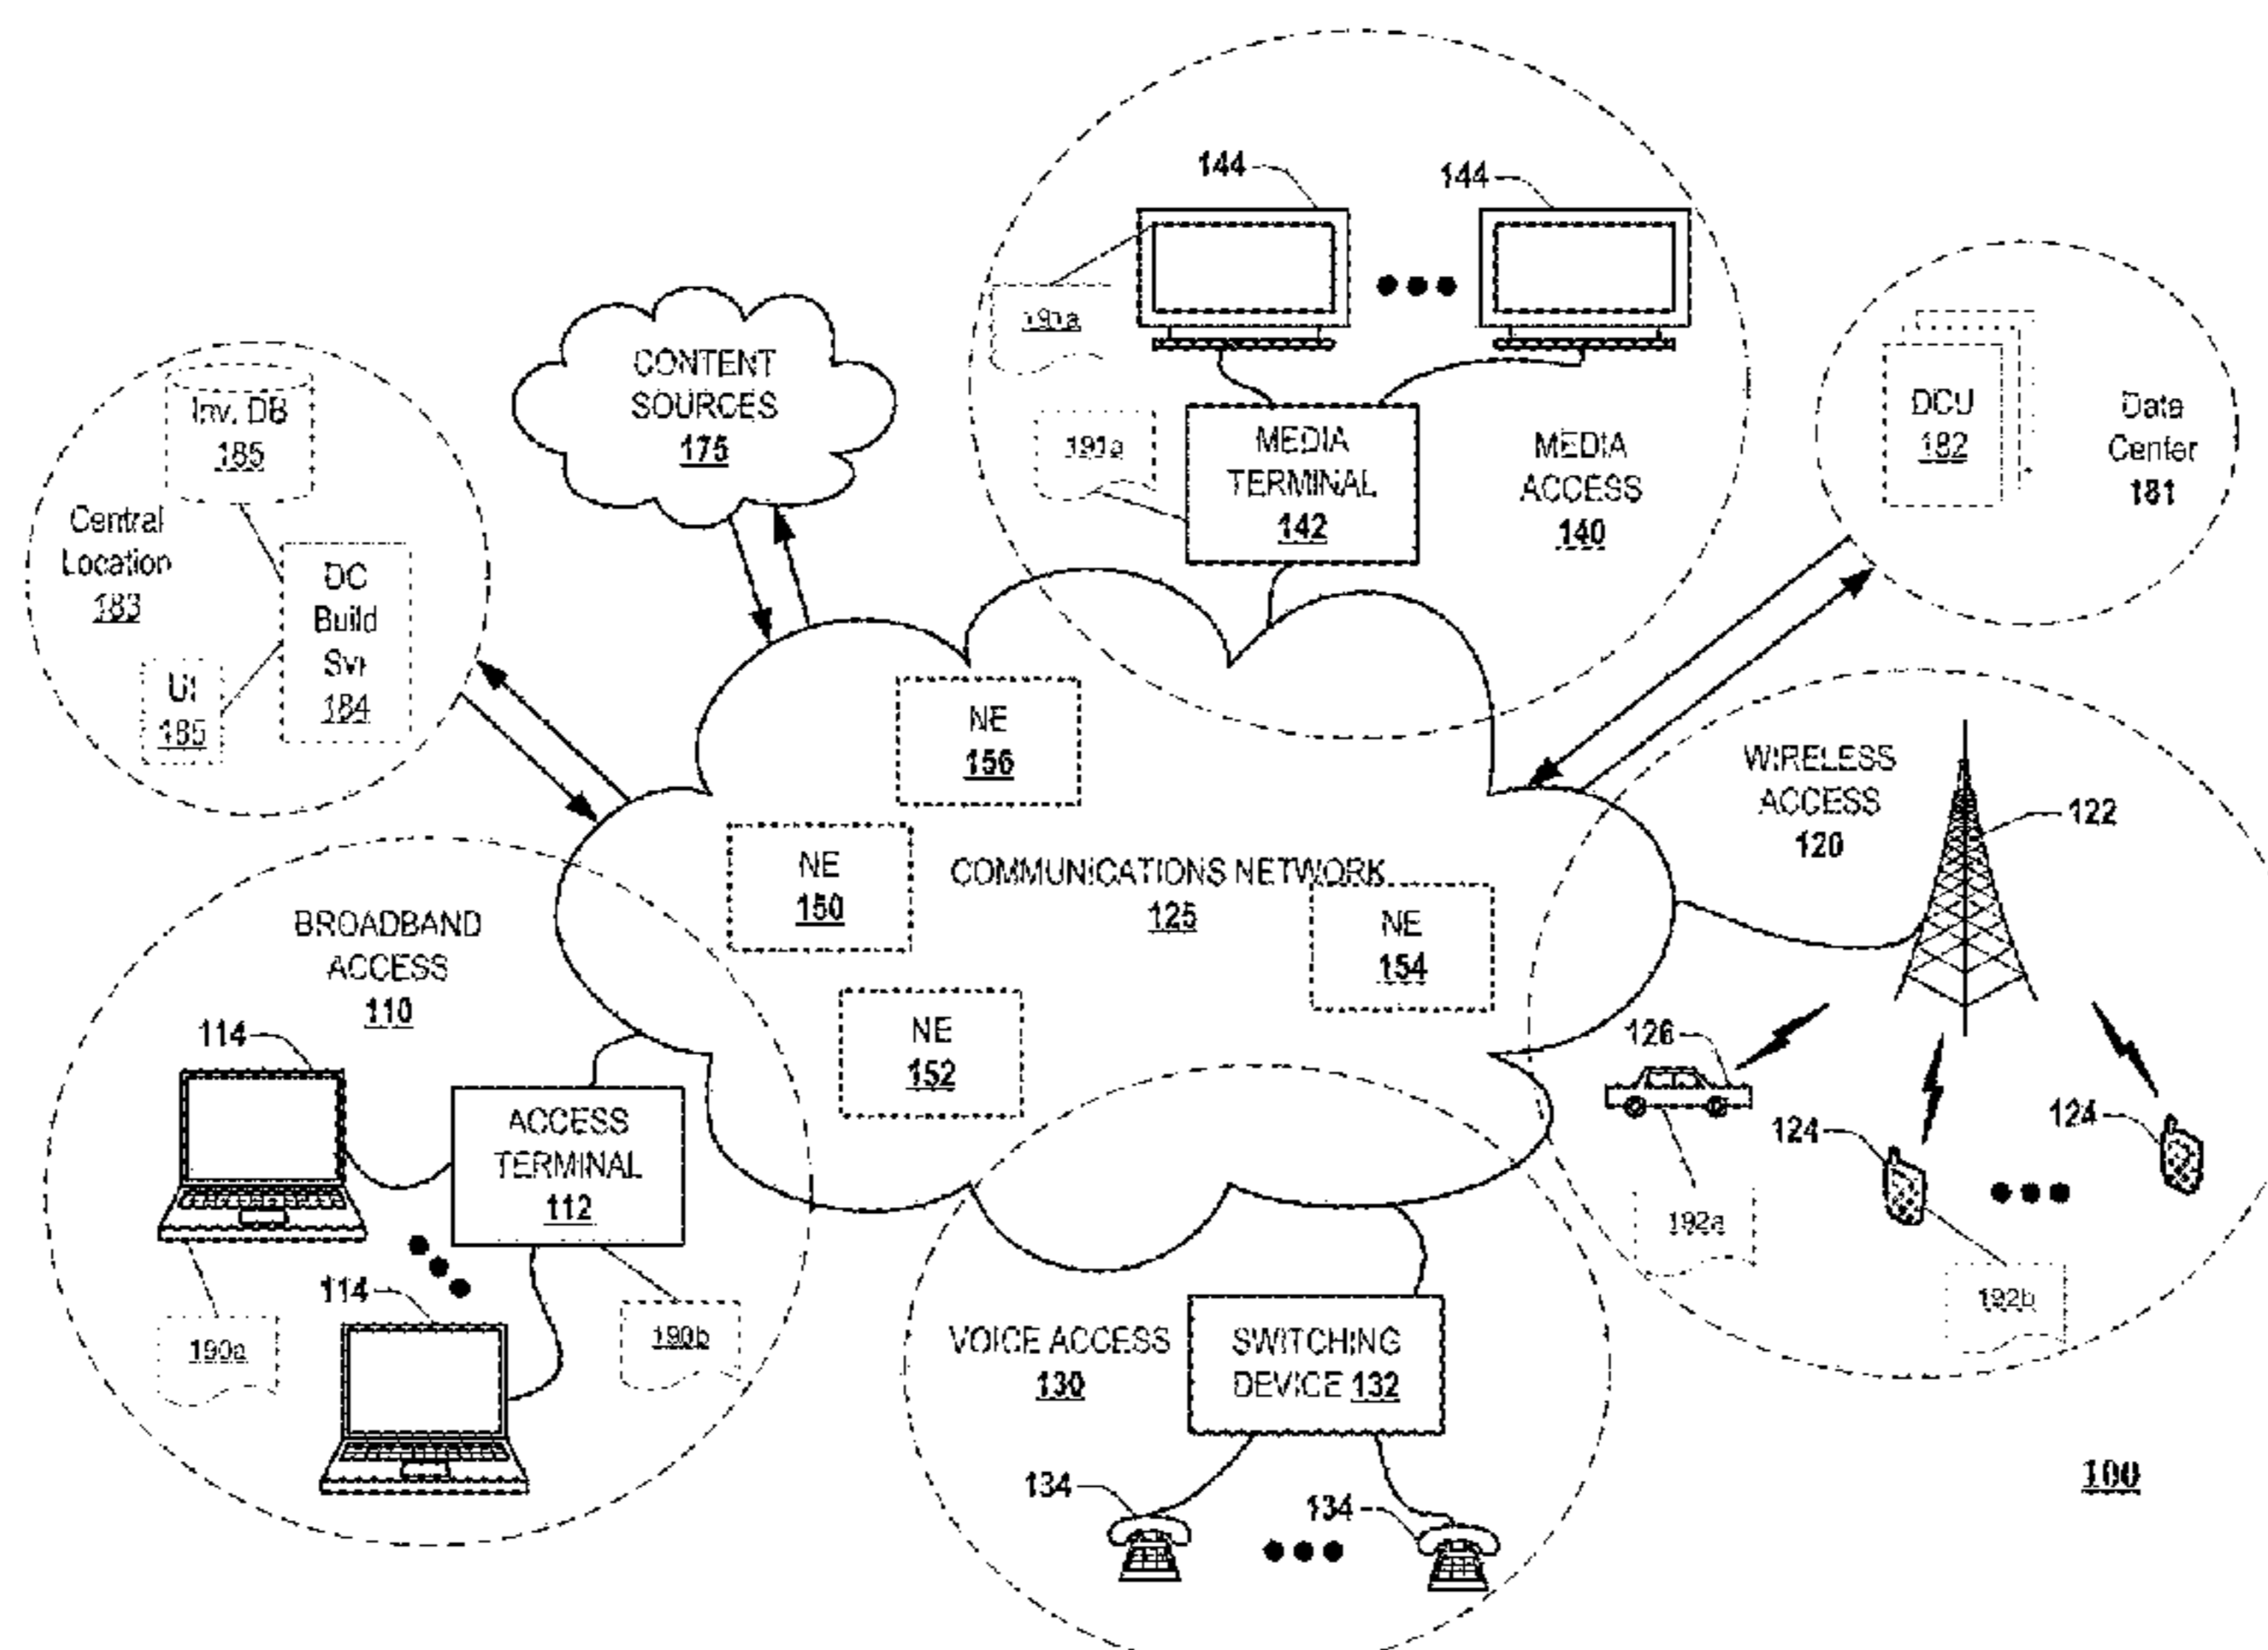 144
144
191a
CONTENT
SOURCES
175
Inv. DB
185
Central
Location
183
DC
Build
Svr
184
UI
185
191a
MEDIA
TERMINAL
142
MEDIA
ACCESS
140
DCU
182
Data
Center
181
NE
156
NE
150
COMMUNICATIONS NETWORK
125
NE
154
NE
152
WIRELESS
ACCESS
120
122
126
124
124
192a
192b
BROADBAND
ACCESS
110
114
ACCESS
TERMINAL
112
114
190a
190b
VOICE ACCESS
130
SWITCHING
DEVICE 132
134
134
100